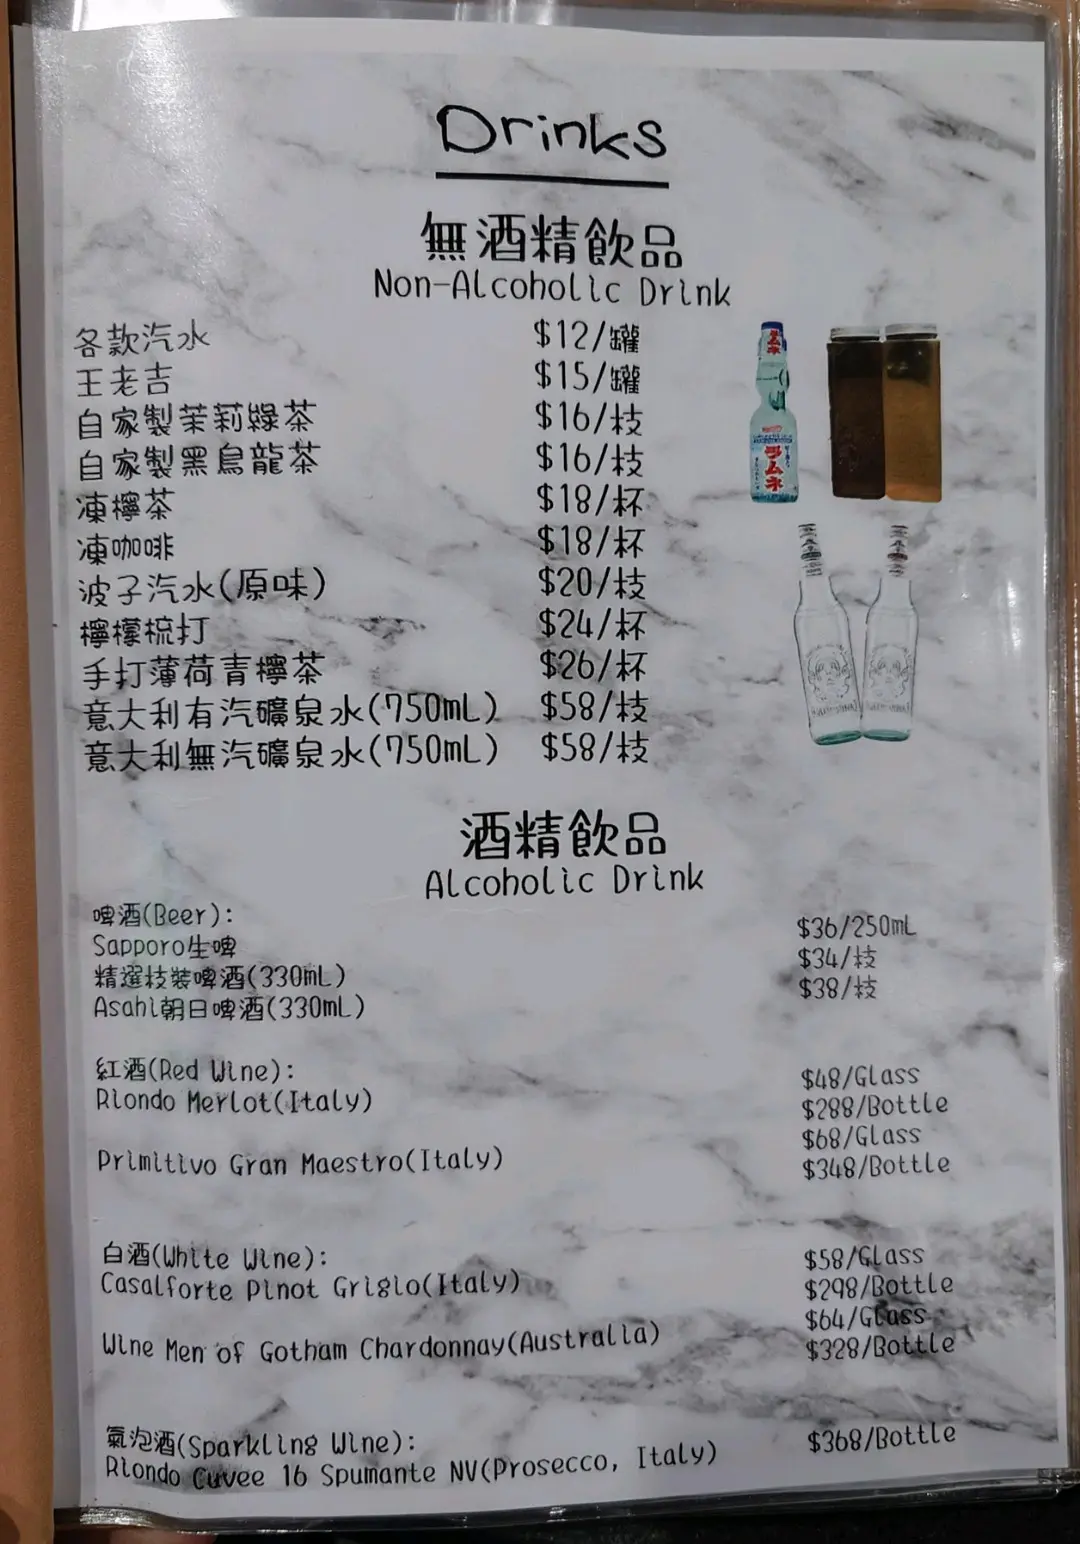 Drinks
無酒精飲品
Non-Alcoholic Drink
各款汽水 $12/罐
王老吉 $15/罐
自家製茉莉綠茶 $16/枝
自家製黑烏龍茶 $16/枝
凍檸茶 $18/杯
凍咖啡 $18/杯
波子汽水(原味) $20/枝
檸檬梳打 $24/杯
手打薄荷青檸茶 $26/杯
意大利有汽礦泉水(750mL) $58/枝
意大利無汽礦泉水(750mL) $58/枝
ラムネ
ラムネ
酒精飲品
Alcoholic Drink
啤酒(Beer):
Sapporo生啤 $36/250mL
精選枝裝啤酒(330mL) $34/枝
Asahi朝日啤酒(330mL) $38/枝
紅酒(Red Wine):
Riondo Merlot(Italy) $48/Glass
$288/Bottle
$68/Glass
Primitivo Gran Maestro(Italy) $348/Bottle
白酒(White Wine): $58/Glass
Casalforte Pinot Grigio(Italy) $298/Bottle
$64/Glass
Wine Men of Gotham Chardonnay(Australia) $328/Bottle
氣泡酒(Sparkling Wine): $368/Bottle
Riondo Cuvee 16 Spumante NV(Prosecco, Italy)